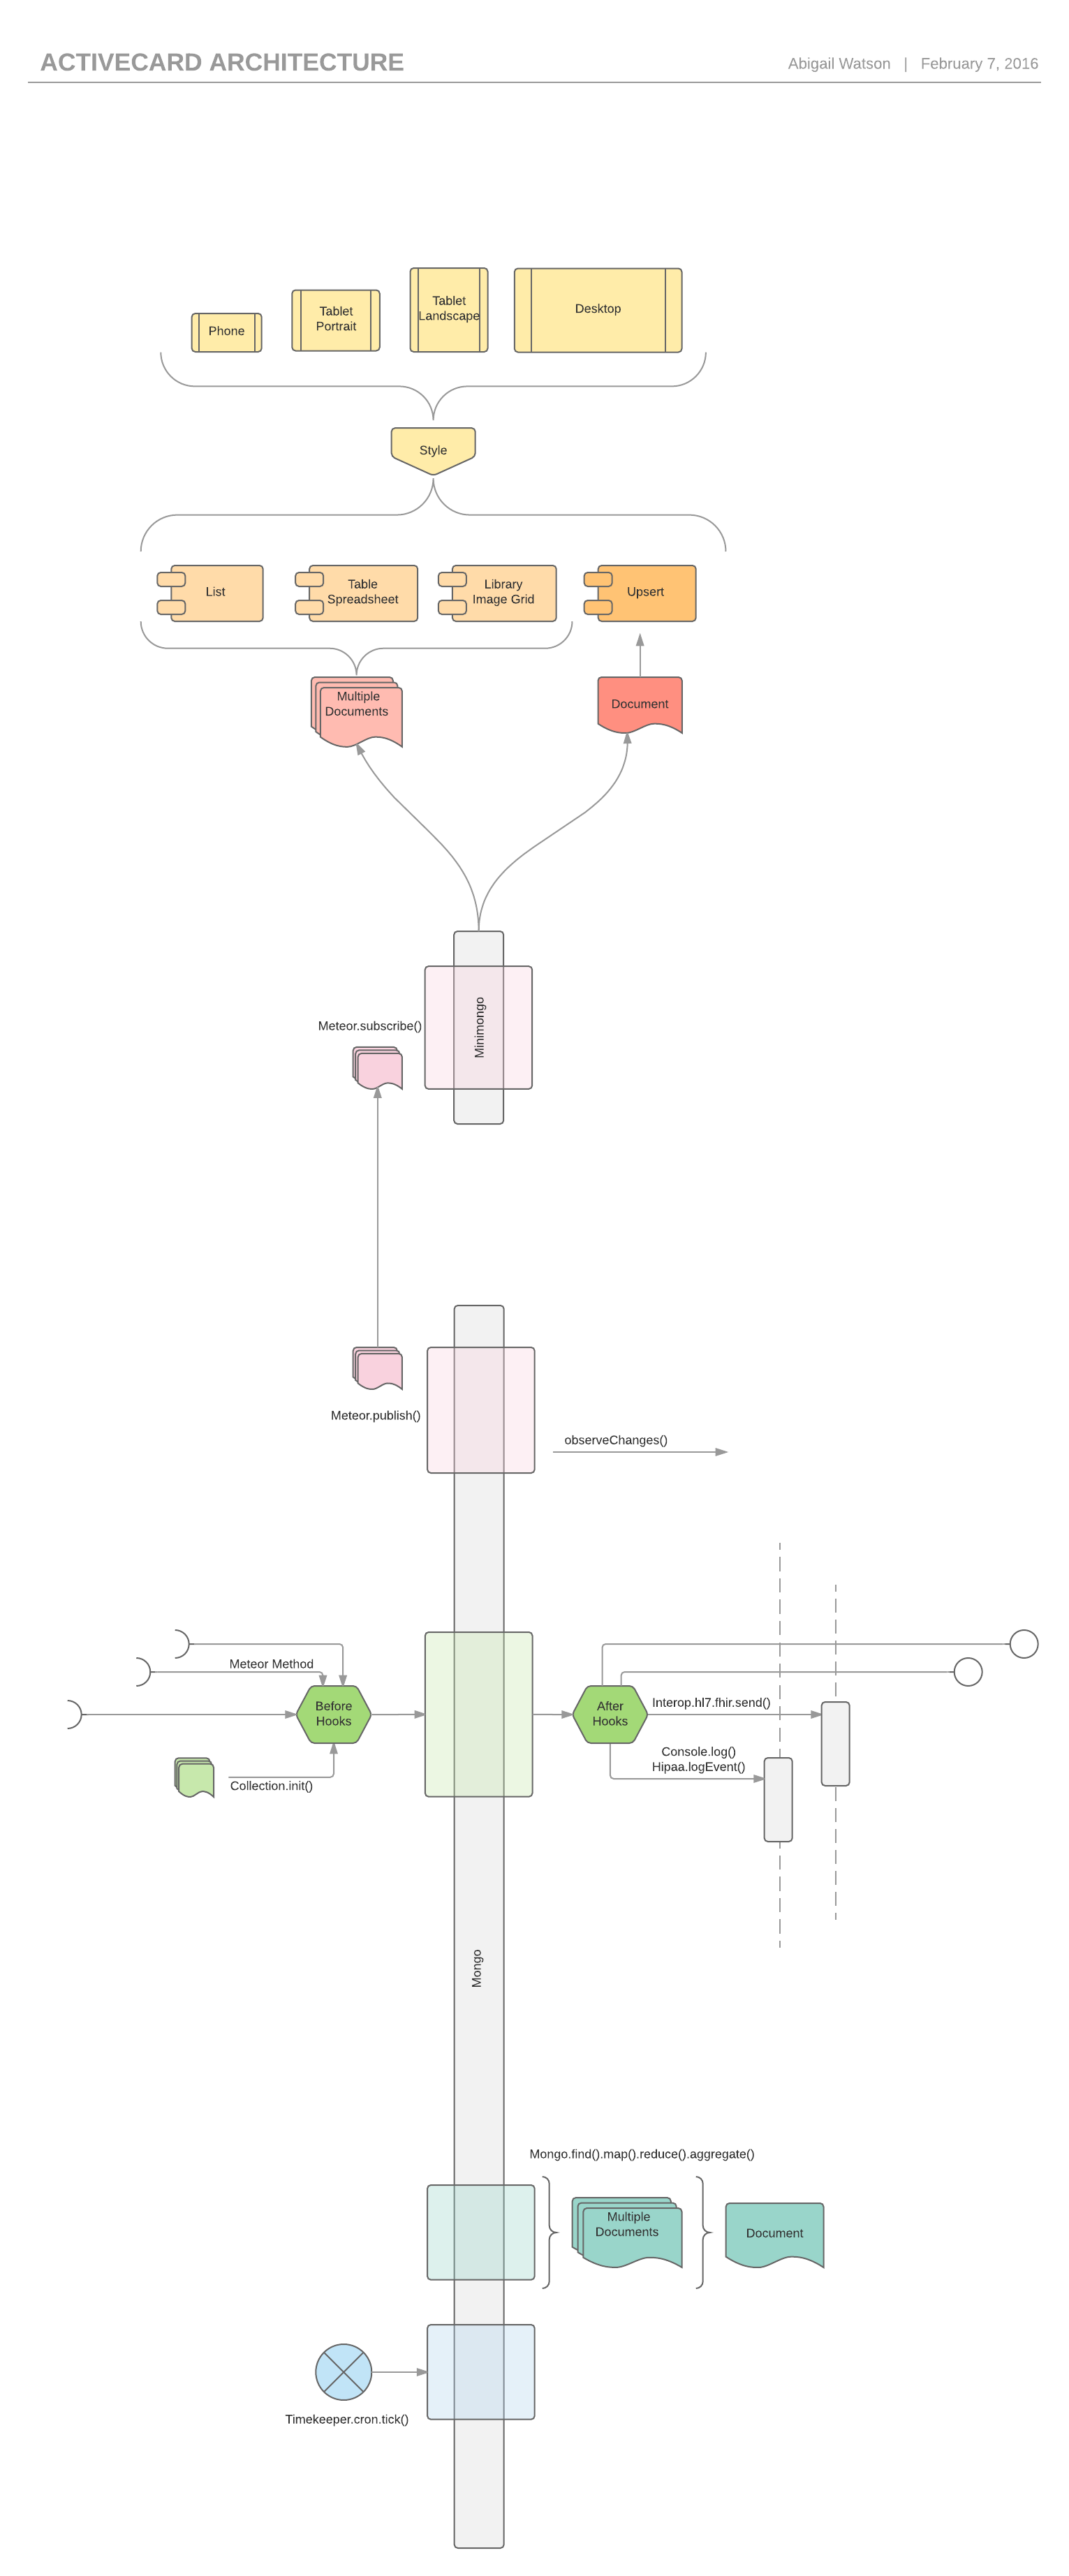 ACTIVECARD ARCHITECTURE
Abigail Watson | February 7, 2016
Phone
Tablet
Portrait
Tablet
Landscape
Desktop
Style
List
Table
Spreadsheet
Library
Image Grid
Upsert
Multiple
Documents
Document
Minimongo
Meteor.subscribe()
Meteor.publish()
observeChanges()
Meteor Method
Before
Hooks
Collection.init()
After
Hooks
Interop.hl7.fhir.send()
Console.log()
Hipaa.logEvent()
Mongo
Mongo.find().map().reduce().aggregate()
Multiple
Documents
Document
Timekeeper.cron.tick()